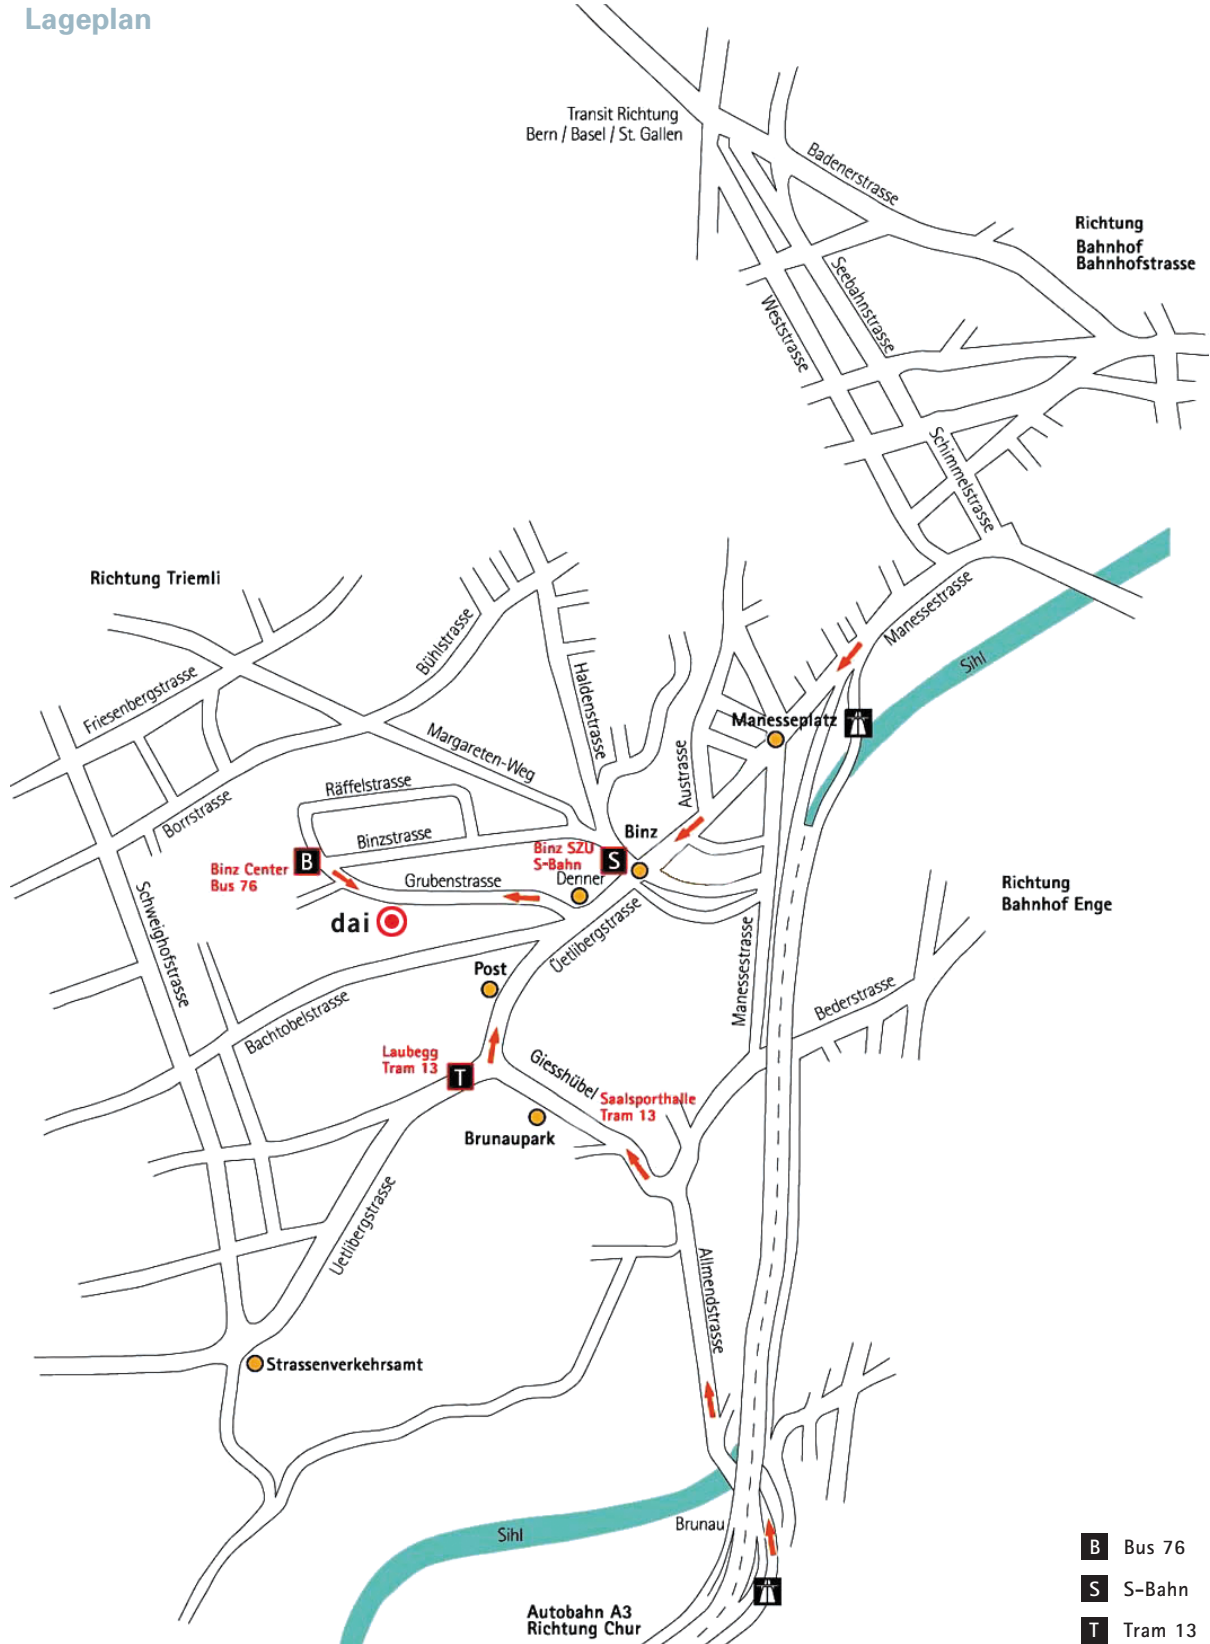 Lageplan
Transit Richtung
Bern / Basel / St. Gallen
Badenerstrasse
Richtung
Bahnhof
Bahnhofstrasse
Seebahnstrasse
Weststrasse
Schimmelstrasse
Richtung Triemli
Manessestrasse
Sihl
Bühlstrasse
Friesenbergstrasse
Haldenstrasse
Manesseplatz
Margareten-Weg
Austrasse
Räffelstrasse
Borrstrasse
Binzstrasse
Binz
B
Binz SZU
S-Bahn
S
Binz Center
Bus 76
Denner
Grubenstrasse
Richtung
Bahnhof Enge
dai
Schweighofstrasse
Üetlibergstrasse
Manessestrasse
Post
Bederstrasse
Bachtobelstrasse
Laubegg
Tram 13
T
Giesshübel
Saalsporthalle
Tram 13
Brunaupark
Uetlibergstrasse
Allmendstrasse
Strassenverkehrsamt
Sihl
Brunau
Autobahn A3
Richtung Chur
B Bus 76
S S-Bahn
T Tram 13